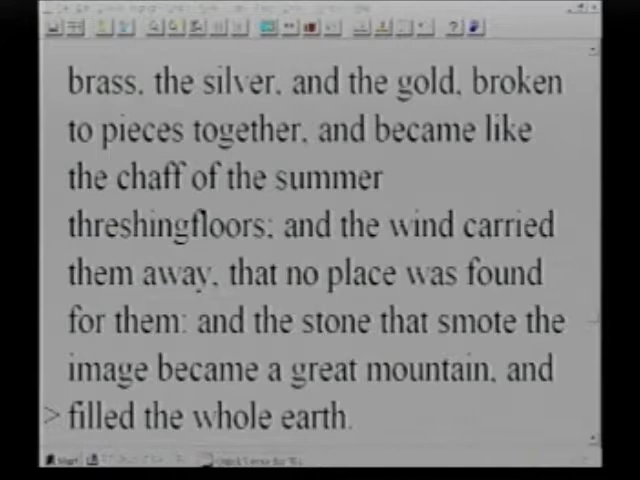 brass, the silver, and the gold, broken
to pieces together, and became like
the chaff of the summer
threshingfloors; and the wind carried
them away, that no place was found
for them: and the stone that smote the
image became a great mountain, and
> filled the whole earth.